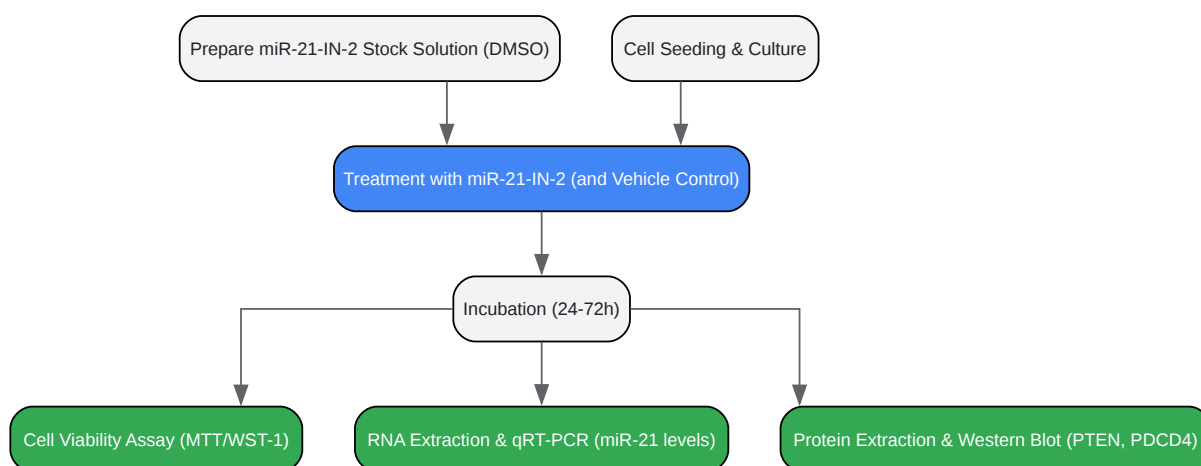 Prepare miR-21-IN-2 Stock Solution (DMSO)
Cell Seeding & Culture
Treatment with miR-21-IN-2 (and Vehicle Control)
Incubation (24-72h)
Cell Viability Assay (MTT/WST-1)
RNA Extraction & qRT-PCR (miR-21 levels)
Protein Extraction & Western Blot (PTEN, PDCD4)